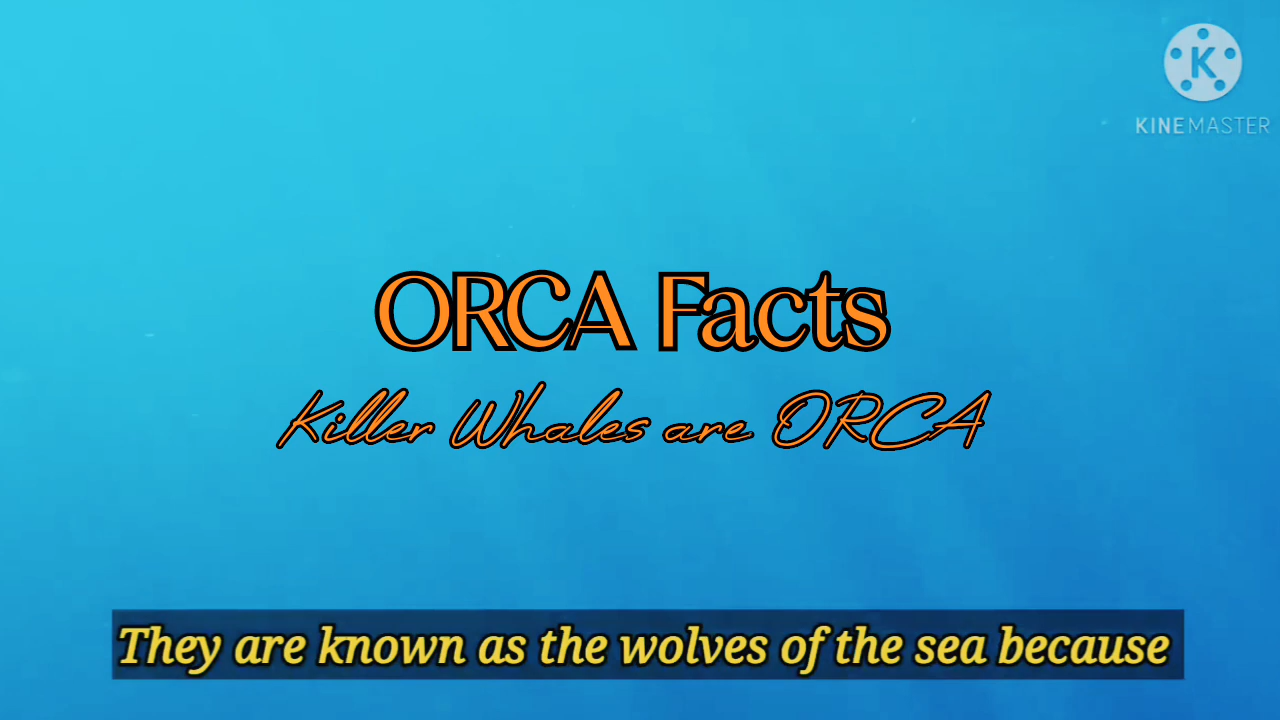 K
KINEMASTER
ORCA Facts
Killer Whales are ORCA
They are known as the wolves of the sea because